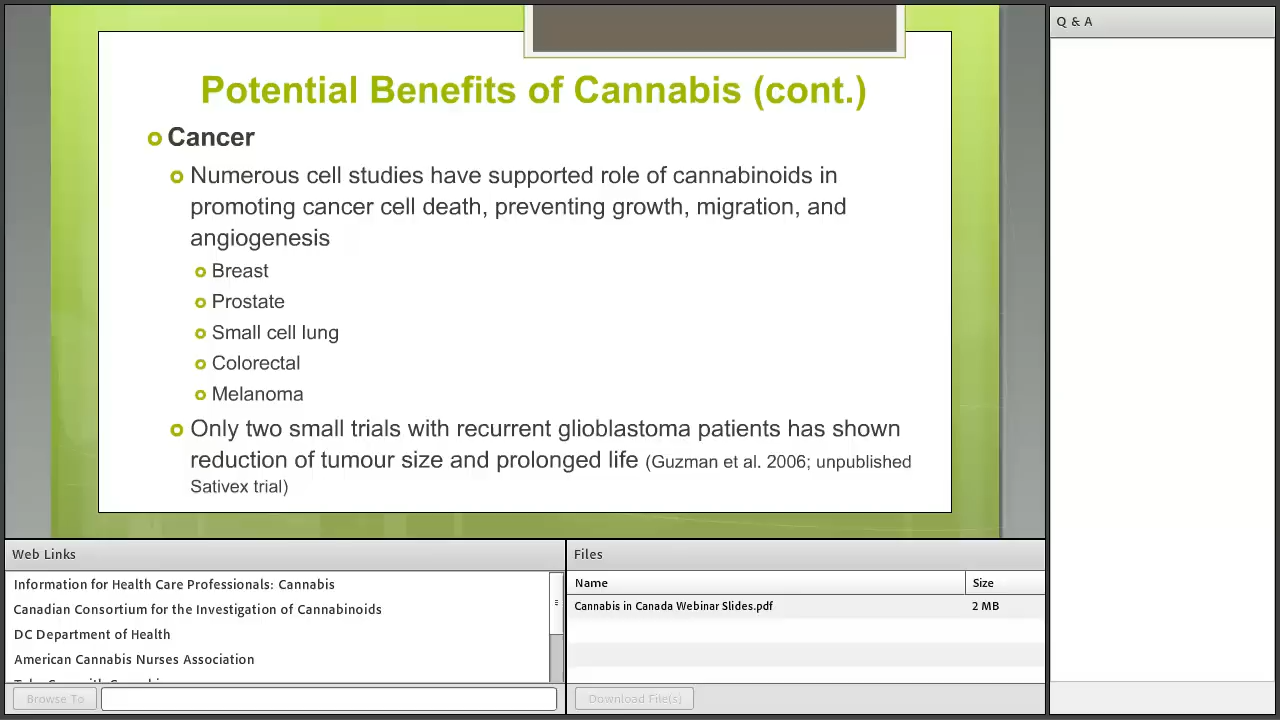 Potential Benefits of Cannabis (cont.)
Cancer
Numerous cell studies have supported role of cannabinoids in
promoting cancer cell death, preventing growth, migration, and
angiogenesis
Breast
Prostate
Small cell lung
Colorectal
Melanoma
Only two small trials with recurrent glioblastoma patients has shown
reduction of tumour size and prolonged life (Guzman et al. 2006; unpublished
Sativex trial)
Q & A
Web Links
Information for Health Care Professionals: Cannabis
Canadian Consortium for the Investigation of Cannabinoids
DC Department of Health
American Cannabis Nurses Association
Browse To
Files
Name Size
Cannabis in Canada Webinar Slides.pdf 2 MB
Download File(s)